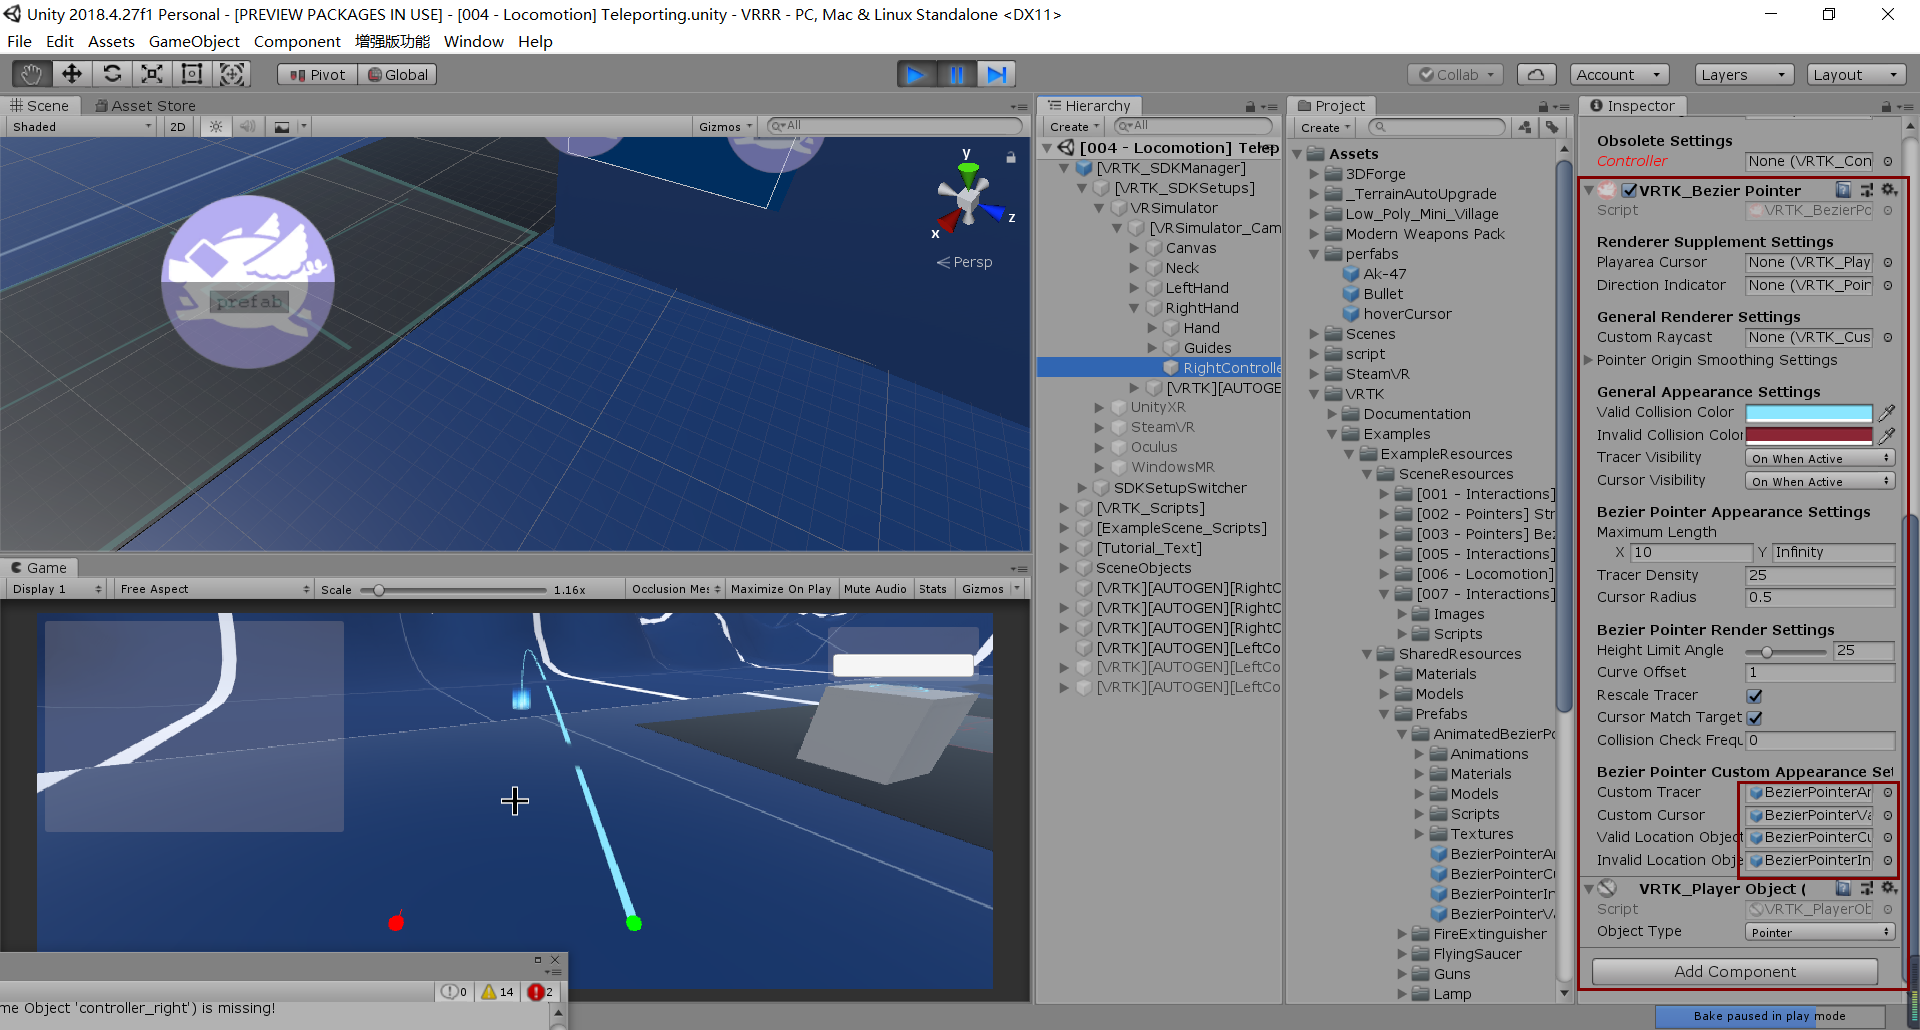 Unity 2018.4.27f1 Personal - [PREVIEW PACKAGES IN USE] - [004 - Locomotion] Teleporting.unity - VRRR - PC, Mac & Linux Standalone <DX11>
File Edit Assets GameObject Component 增强版功能 Window Help
Pivot Global Collab Account Layers Layout
Scene Asset Store
Shaded 2D Gizmos All
y
z
x
Persp
prefab
Game
Display 1 Free Aspect Scale 1.16x Occlusion Mes Maximize On Play Mute Audio Stats Gizmos
0 14 2
me Object 'controller_right') is missing!
Hierarchy
Create All
[004 - Locomotion] Telep
[VRTK_SDKManager]
[VRTK_SDKSetups]
VRSimulator
[VRSimulator_Cam
Canvas
Neck
LeftHand
RightHand
Hand
Guides
RightControlle
[VRTK][AUTOGE
UnityXR
SteamVR
Oculus
WindowsMR
SDKSetupSwitcher
[VRTK_Scripts]
[ExampleScene_Scripts]
[Tutorial_Text]
SceneObjects
[VRTK][AUTOGEN][RightC
[VRTK][AUTOGEN][RightC
[VRTK][AUTOGEN][RightC
[VRTK][AUTOGEN][LeftCo
[VRTK][AUTOGEN][LeftCo
[VRTK][AUTOGEN][LeftCo
Project
Create
Assets
3DForge
_TerrainAutoUpgrade
Low_Poly_Mini_Village
Modern Weapons Pack
perfabs
Ak-47
Bullet
hoverCursor
Scenes
script
SteamVR
VRTK
Documentation
Examples
ExampleResources
SceneResources
[001 - Interactions]
[002 - Pointers] Str
[003 - Pointers] Bez
[005 - Interactions]
[006 - Locomotion]
[007 - Interactions]
Images
Scripts
SharedResources
Materials
Models
Prefabs
AnimatedBezierPo
Animations
Materials
Models
Scripts
Textures
BezierPointerAr
BezierPointerCu
BezierPointerIn
BezierPointerVa
FireExtinguisher
FlyingSaucer
Guns
Lamp
Inspector
Obsolete Settings
Controller None (VRTK_Con
VRTK_Bezier Pointer
Script VRTK_BezierPo
Renderer Supplement Settings
Playarea Cursor None (VRTK_Play
Direction Indicator None (VRTK_Poin
General Renderer Settings
Custom Raycast None (VRTK_Cus
Pointer Origin Smoothing Settings
General Appearance Settings
Valid Collision Color
Invalid Collision Color
Tracer Visibility On When Active
Cursor Visibility On When Active
Bezier Pointer Appearance Settings
Maximum Length
X 10 Y Infinity
Tracer Density 25
Cursor Radius 0.5
Bezier Pointer Render Settings
Height Limit Angle 25
Curve Offset 1
Rescale Tracer
Cursor Match Target
Collision Check Frequ 0
Bezier Pointer Custom Appearance Set
Custom Tracer BezierPointerAr
Custom Cursor BezierPointerVa
Valid Location Object BezierPointerCu
Invalid Location Obje BezierPointerIn
VRTK_Player Object (
Script VRTK_PlayerOb
Object Type Pointer
Add Component
Bake paused in play mode